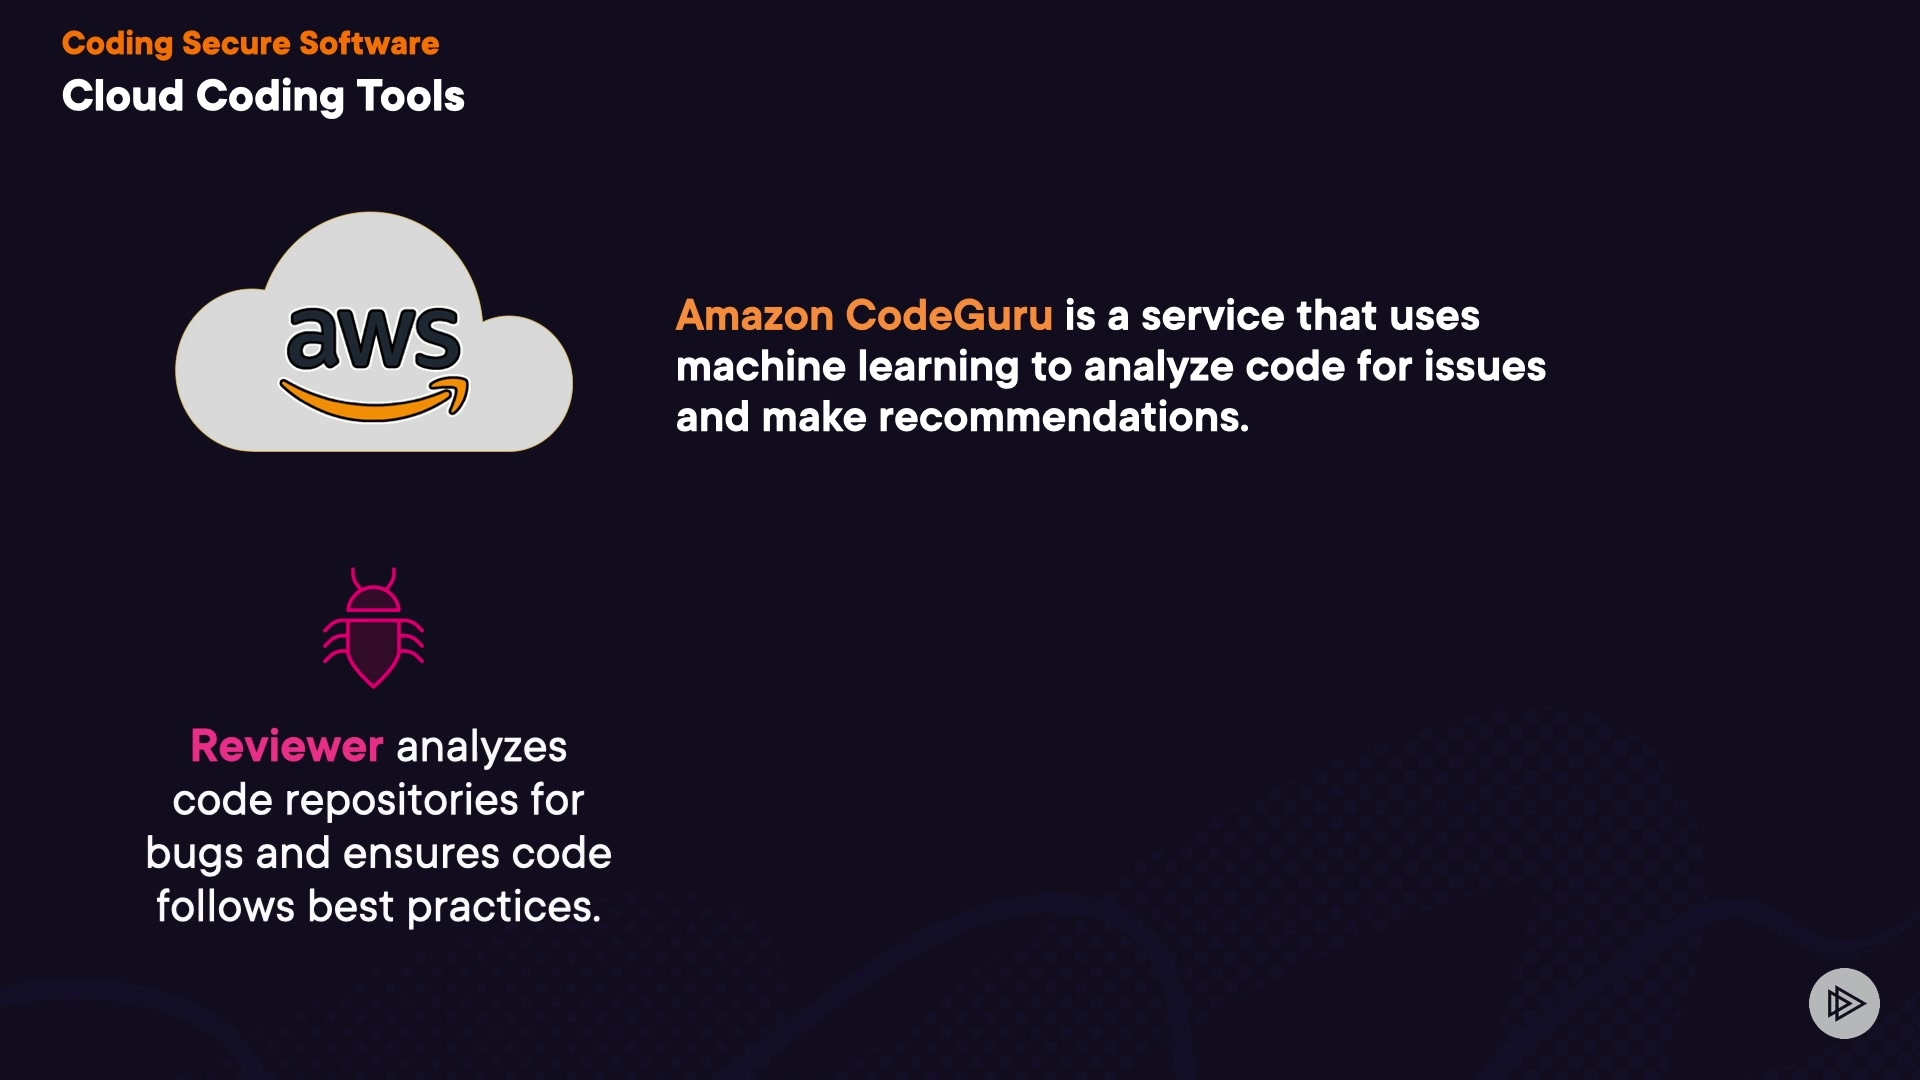 Coding Secure Software
Cloud Coding Tools
aws
Amazon CodeGuru is a service that uses
machine learning to analyze code for issues
and make recommendations.
Reviewer analyzes
code repositories for
bugs and ensures code
follows best practices.